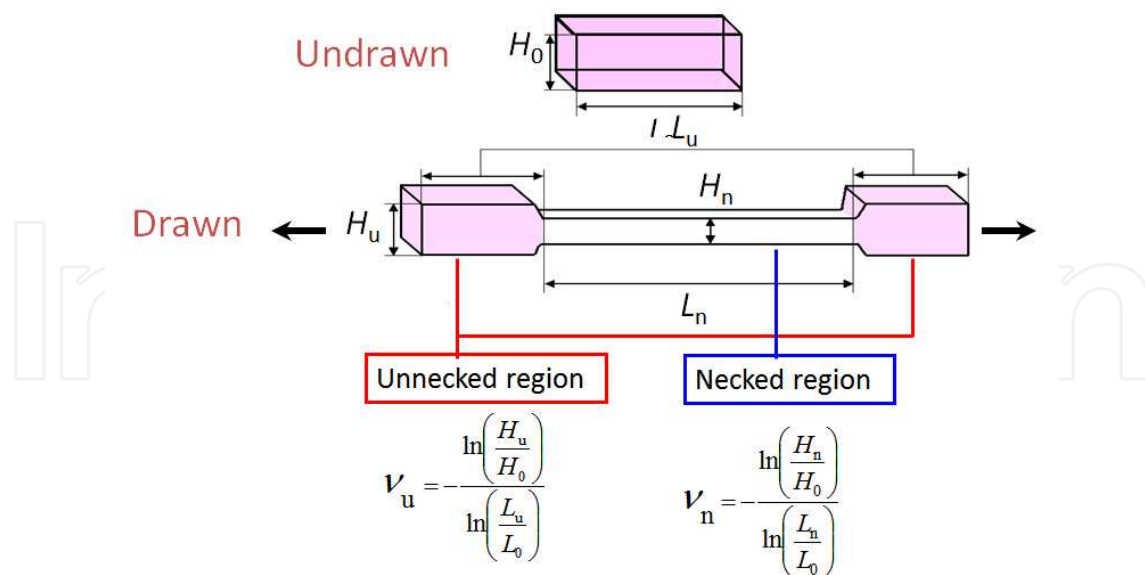 Undrawn
H₀
Lᵤ
Hₙ
Drawn
Hᵤ
Lₙ
Unnecked region
Necked region
νᵤ = -ln(Hᵤ/H₀)/ln(Lᵤ/L₀)
νₙ = -ln(Hₙ/H₀)/ln(Lₙ/L₀)